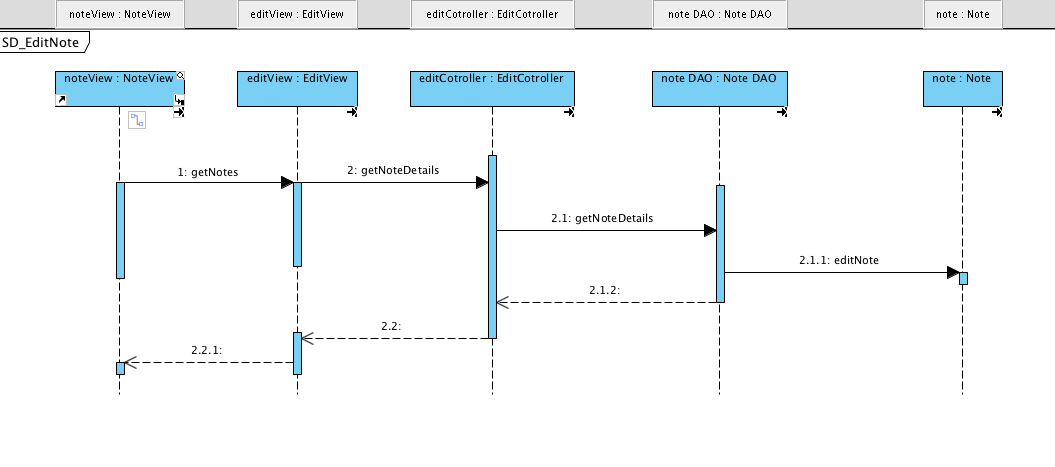 noteView : NoteView
editView : EditView
editCotroller : EditCotroller
note DAO : Note DAO
note : Note
SD_EditNote
noteView : NoteView
editView : EditView
editCotroller : EditCotroller
note DAO : Note DAO
note : Note
1: getNotes
2: getNoteDetails
2.1: getNoteDetails
2.1.1: editNote
2.1.2:
2.2:
2.2.1: